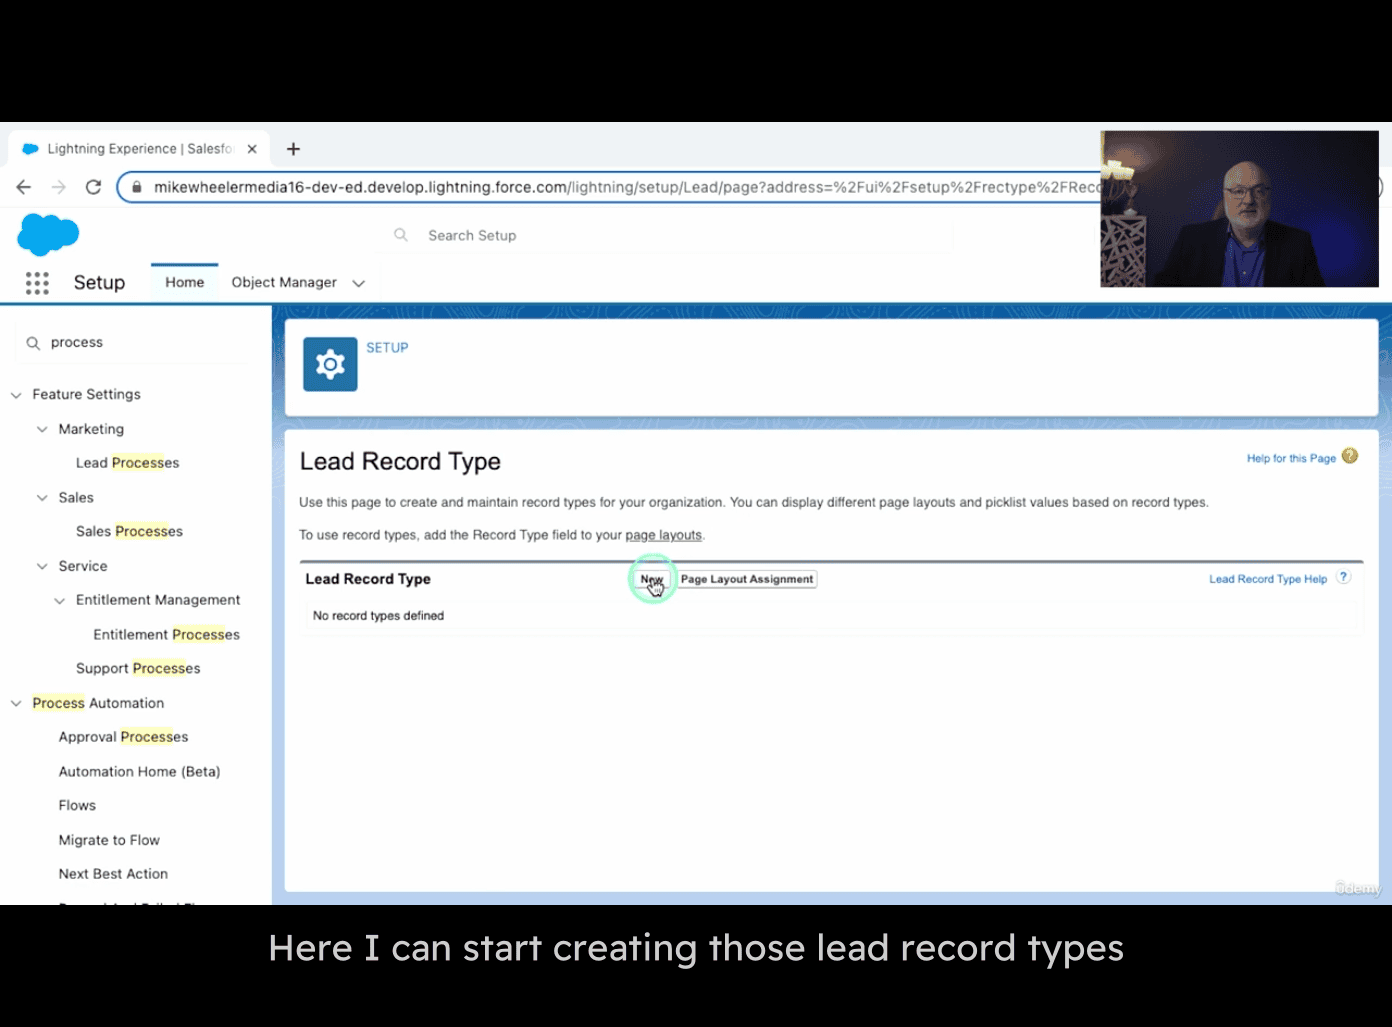 Lightning Experience | Salesfo
mikewheelermedia16-dev-ed.develop.lightning.force.com/lightning/setup/Lead/page?address=%2Fui%2Fsetup%2Frectype%2FRec
Search Setup
Setup
Home
Object Manager
process
Feature Settings
Marketing
Lead Processes
Sales
Sales Processes
Service
Entitlement Management
Entitlement Processes
Support Processes
Process Automation
Approval Processes
Automation Home (Beta)
Flows
Migrate to Flow
Next Best Action
SETUP
Lead Record Type
Help for this Page ?
Use this page to create and maintain record types for your organization. You can display different page layouts and picklist values based on record types.
To use record types, add the Record Type field to your page layouts.
Lead Record Type
New
Page Layout Assignment
Lead Record Type Help ?
No record types defined
ûdemy
Here I can start creating those lead record types